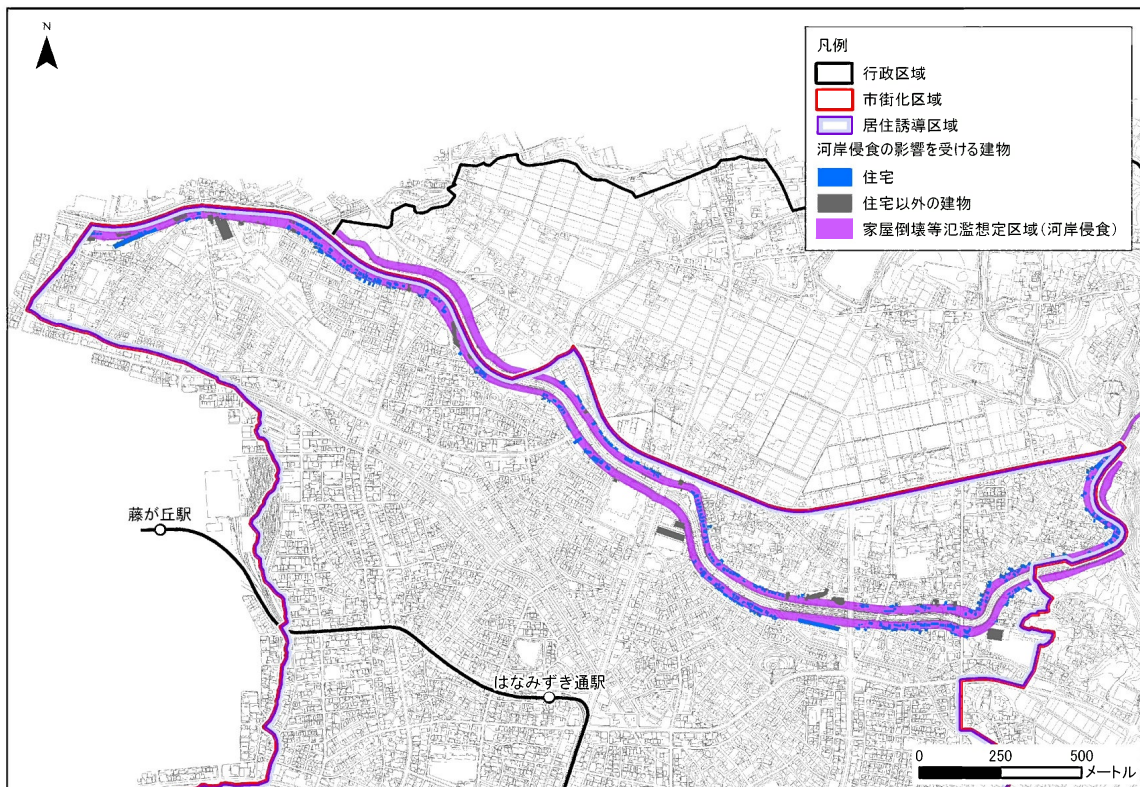 N
凡例
行政区域
市街化区域
居住誘導区域
河岸侵食の影響を受ける建物
住宅
住宅以外の建物
家屋倒壊等氾濫想定区域(河岸侵食)
藤が丘駅
はなみずき通駅
0 250 500
メートル